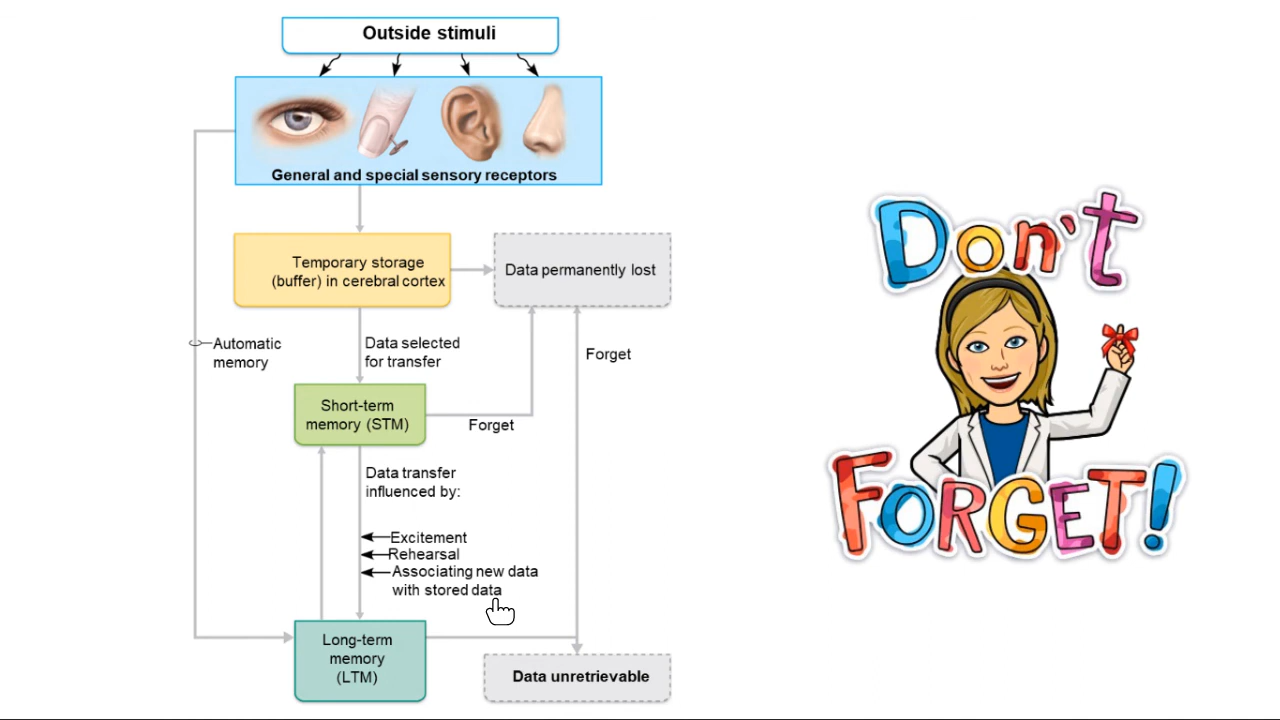 Outside stimuli
General and special sensory receptors
Temporary storage
(buffer) in cerebral cortex
Data permanently lost
Automatic
memory
Data selected
for transfer
Forget
Short-term
memory (STM)
Forget
Data transfer
influenced by:
Excitement
Rehearsal
Associating new data
with stored data
Long-term
memory
(LTM)
Data unretrievable
Don't
FORGET!